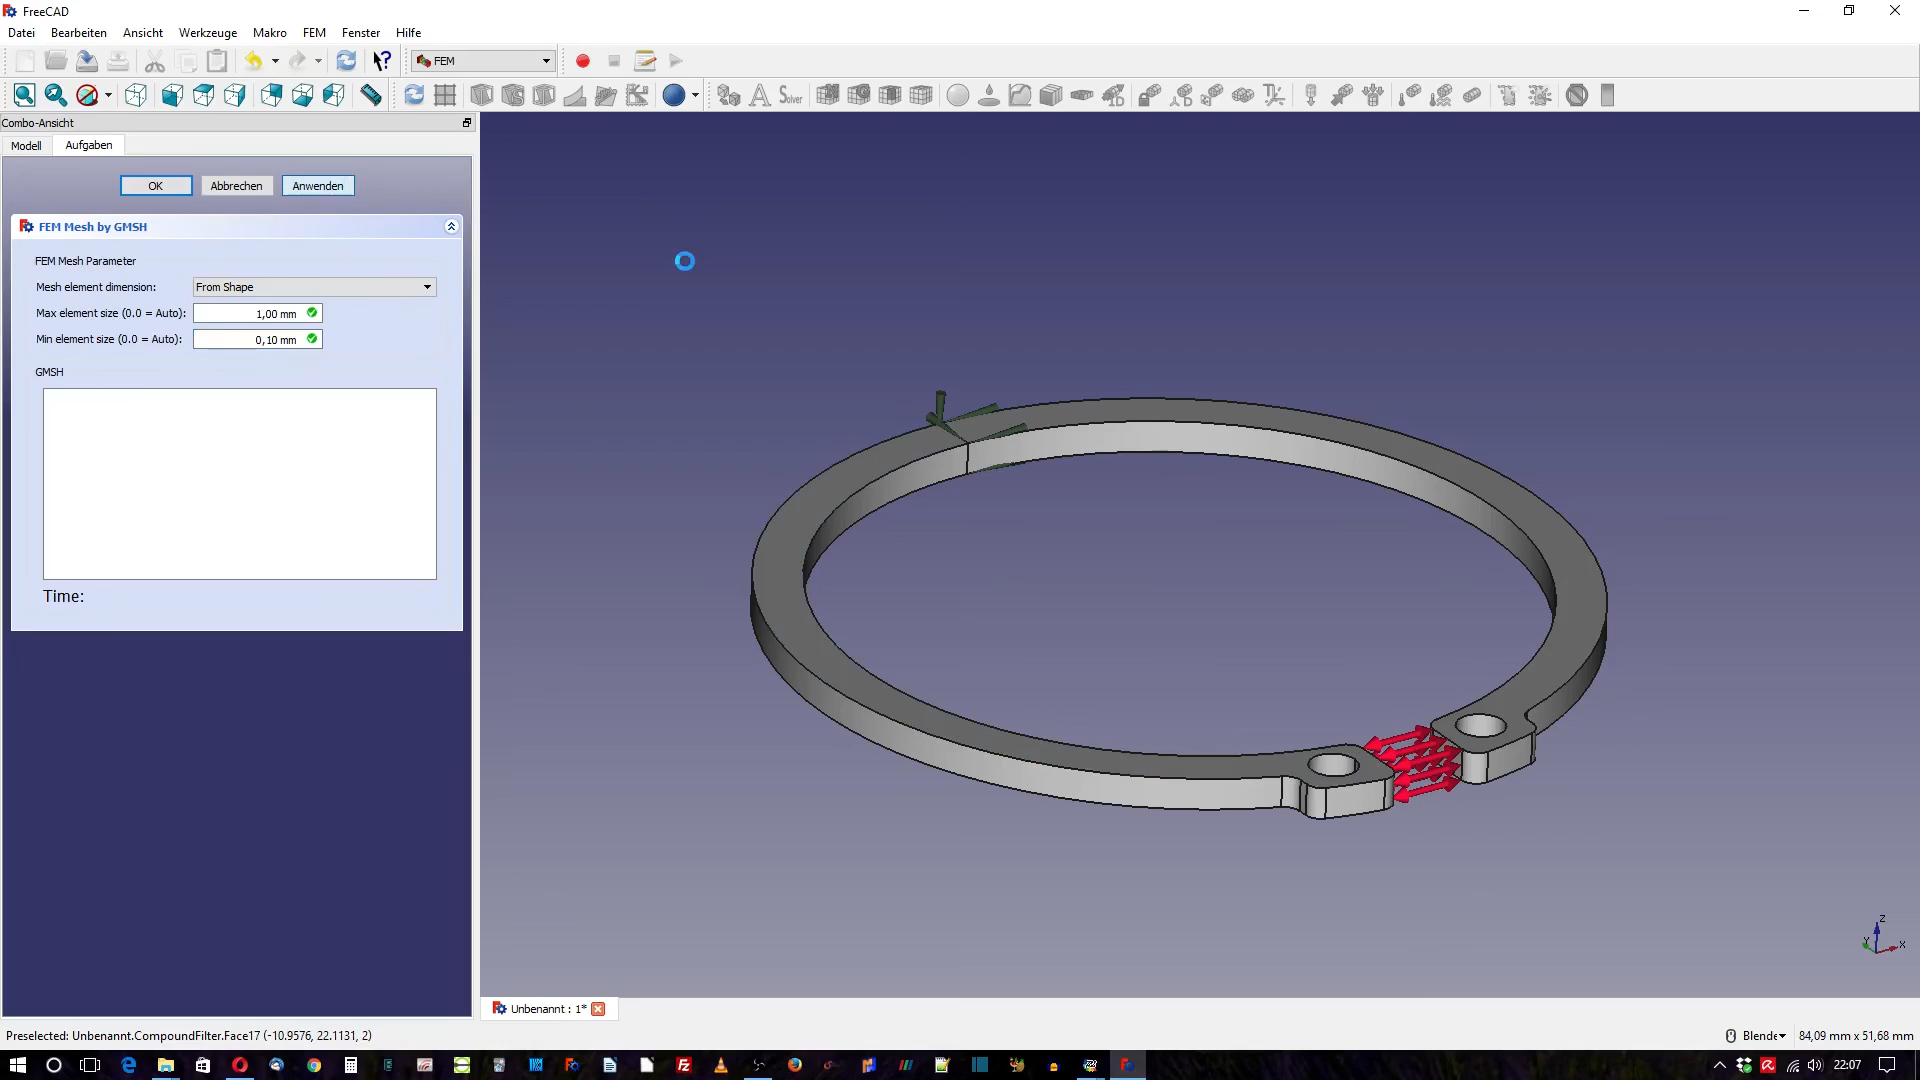 FreeCAD
Datei Bearbeiten Ansicht Werkzeuge Makro FEM Fenster Hilfe
FEM
Solver
Combo-Ansicht
Modell Aufgaben
OK Abbrechen Anwenden
FEM Mesh by GMSH
FEM Mesh Parameter
Mesh element dimension: From Shape
Max element size (0.0 = Auto): 1,00 mm
Min element size (0.0 = Auto): 0,10 mm
GMSH
Time:
Z
Y X
Unbenannt : 1*
Preselected: Unbenannt.CompoundFilter.Face17 (-10.9576, 22.1131, 2)
Blende 84,09 mm x 51,68 mm
22:07